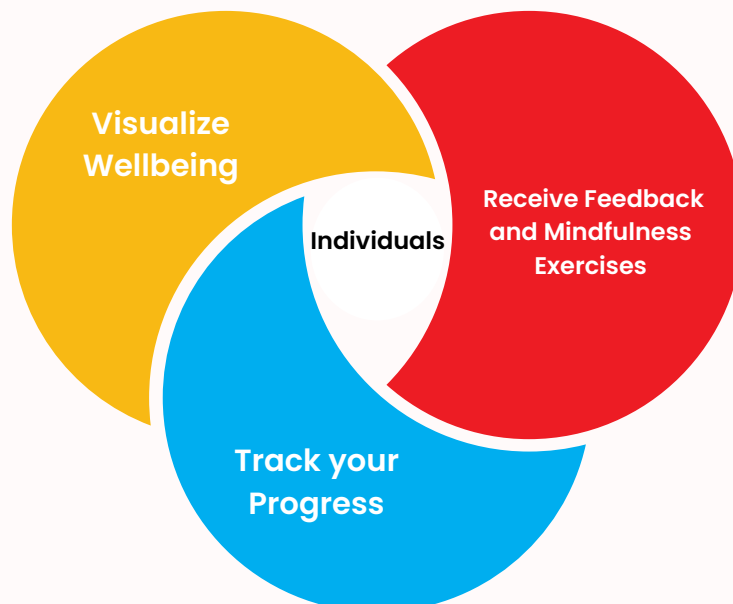 Visualize
Wellbeing
Receive Feedback
and Mindfulness
Exercises
Individuals
Track your
Progress